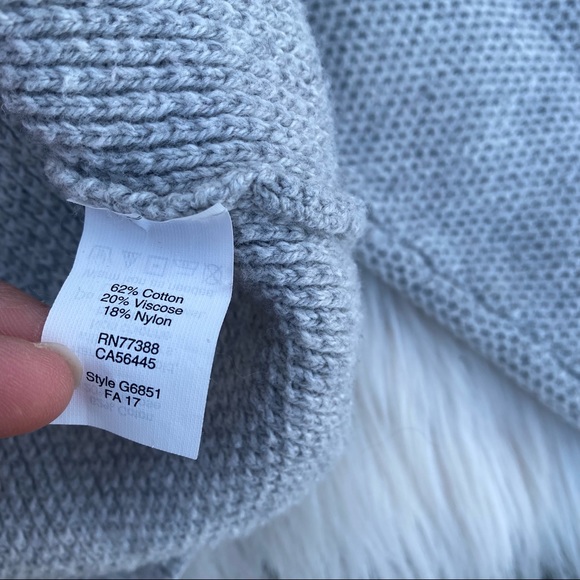 62% Cotton
20% Viscose
18% Nylon
RN77388
CA56445
Style G6851
FA 17